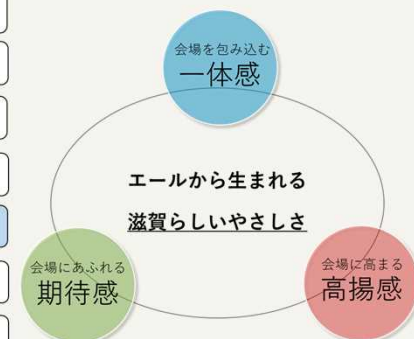 会場を包み込む
一体感
エールから生まれる
滋賀らしいやさしさ
会場にあふれる
期待感
会場に高まる
高揚感